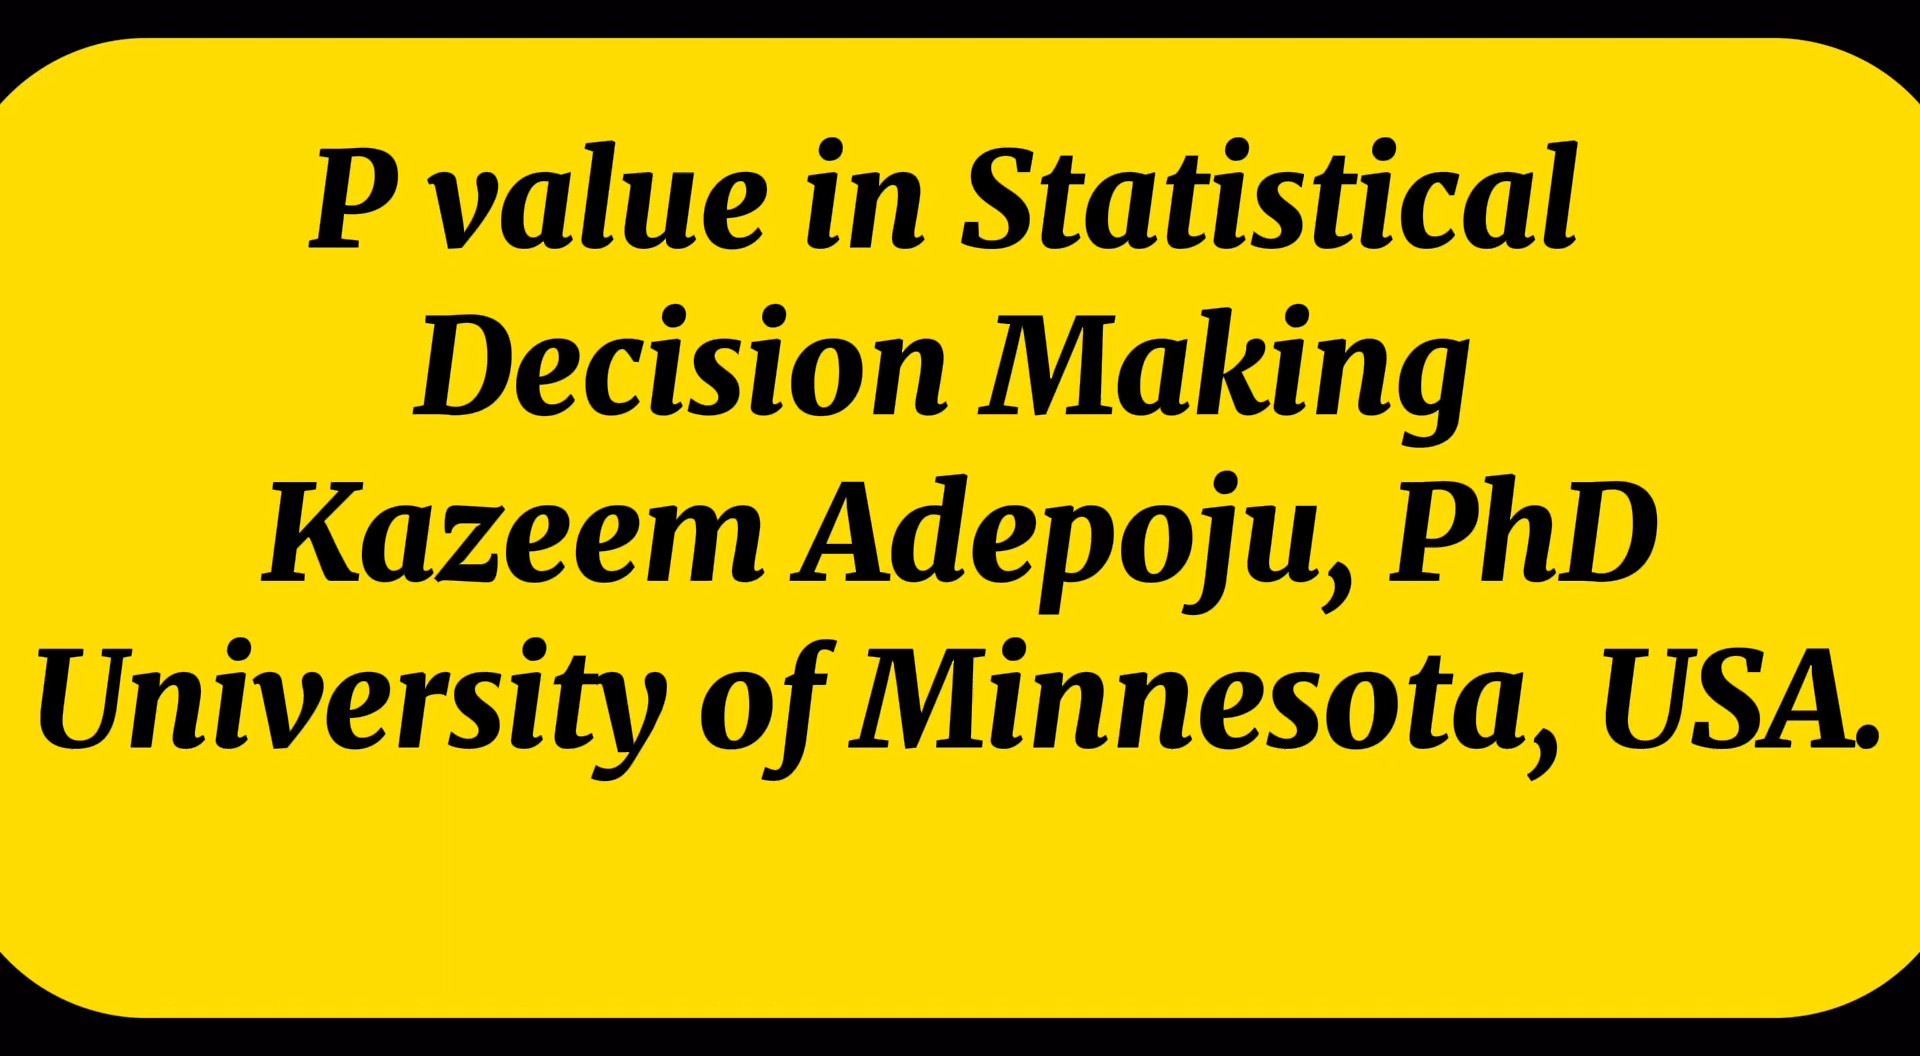 P value in Statistical
Decision Making
Kazeem Adepoju, PhD
University of Minnesota, USA.